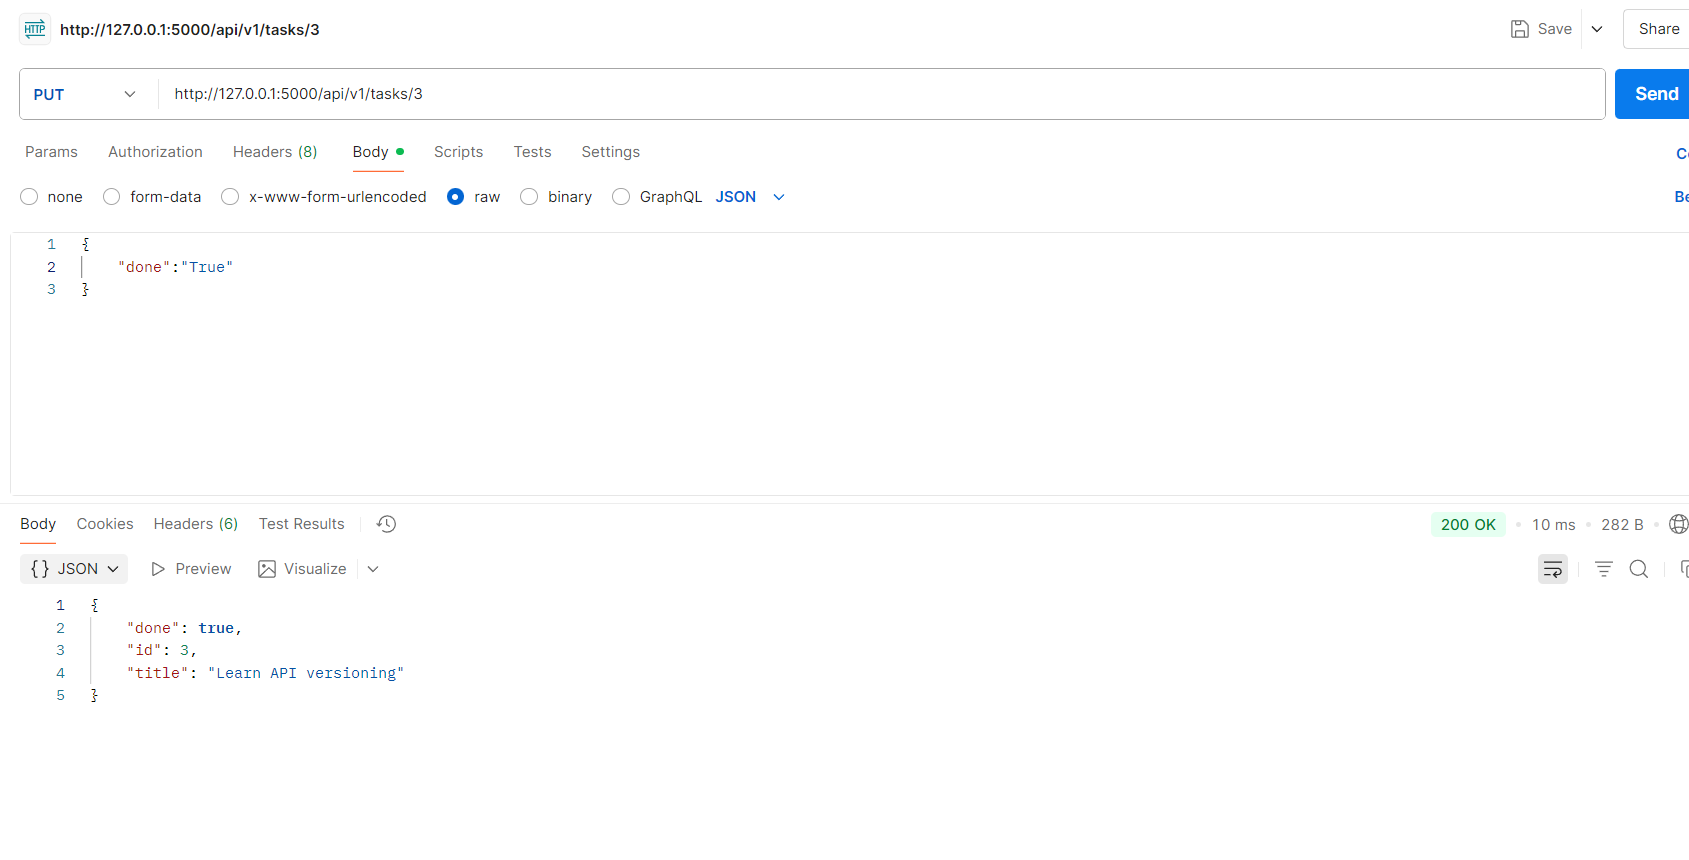 HTTP http://127.0.0.1:5000/api/v1/tasks/3 Save Share
PUT http://127.0.0.1:5000/api/v1/tasks/3 Send
Params Authorization Headers (8) Body Scripts Tests Settings
none form-data x-www-form-urlencoded raw binary GraphQL JSON
1 {
2 "done":"True"
3 }
Body Cookies Headers (6) Test Results 200 OK • 10 ms • 282 B •
{} JSON Preview Visualize
1 {
2 "done": true,
3 "id": 3,
4 "title": "Learn API versioning"
5 }